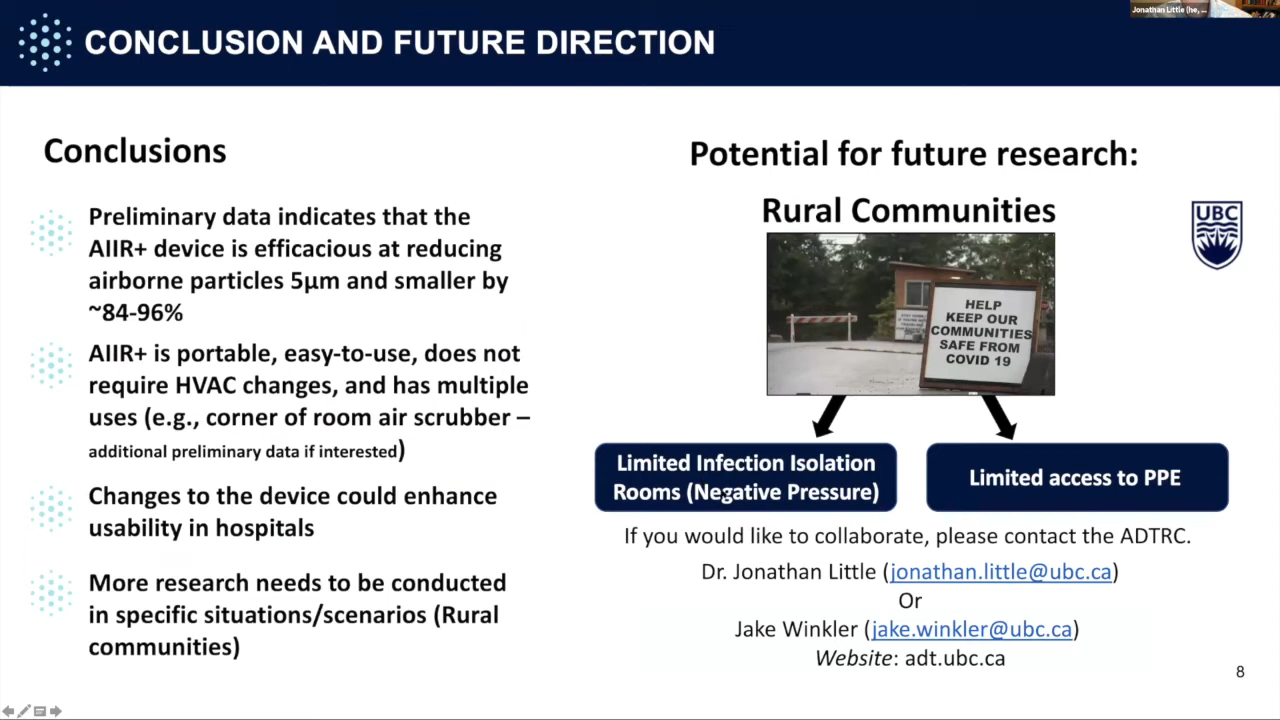 Jonathan Little (he, ...
CONCLUSION AND FUTURE DIRECTION
Conclusions
Preliminary data indicates that the
AIIR+ device is efficacious at reducing
airborne particles 5µm and smaller by
~84-96%
AIIR+ is portable, easy-to-use, does not
require HVAC changes, and has multiple
uses (e.g., corner of room air scrubber –
additional preliminary data if interested)
Changes to the device could enhance
usability in hospitals
More research needs to be conducted
in specific situations/scenarios (Rural
communities)
Potential for future research:
Rural Communities
UBC
HELP
KEEP OUR
COMMUNITIES
SAFE FROM
COVID 19
Limited Infection Isolation
Rooms (Negative Pressure)
Limited access to PPE
If you would like to collaborate, please contact the ADTRC.
Dr. Jonathan Little (jonathan.little@ubc.ca)
Or
Jake Winkler (jake.winkler@ubc.ca)
Website: adt.ubc.ca
8